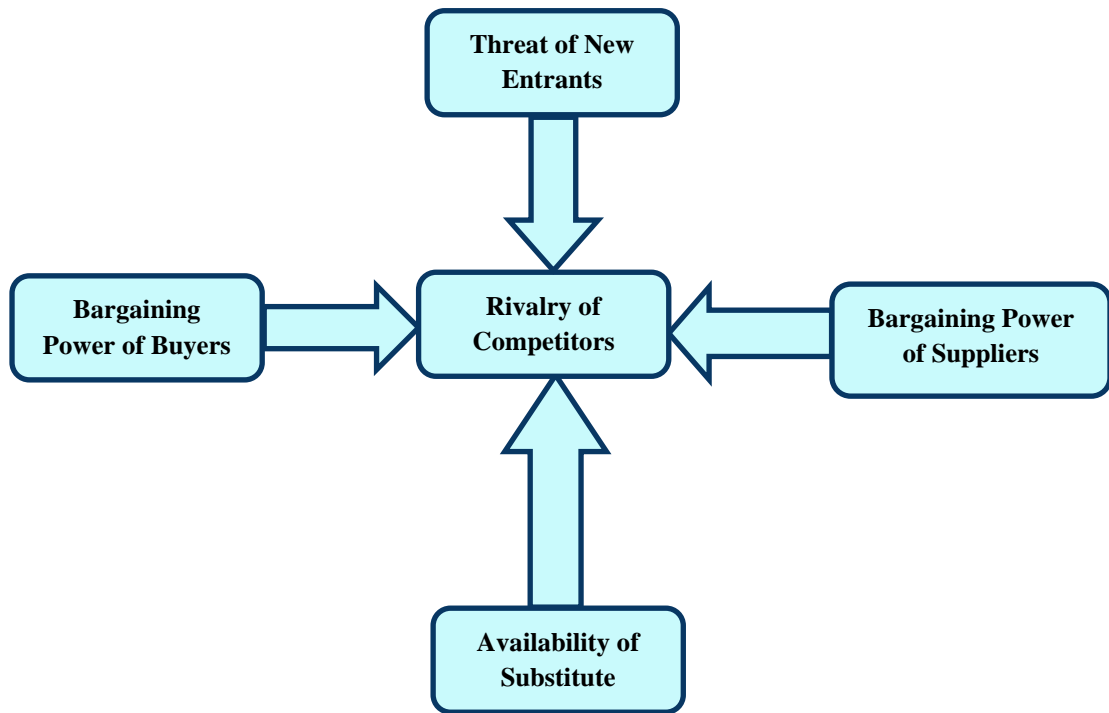 Threat of New
Entrants
Bargaining
Power of Buyers
Rivalry of
Competitors
Bargaining Power
of Suppliers
Availability of
Substitute